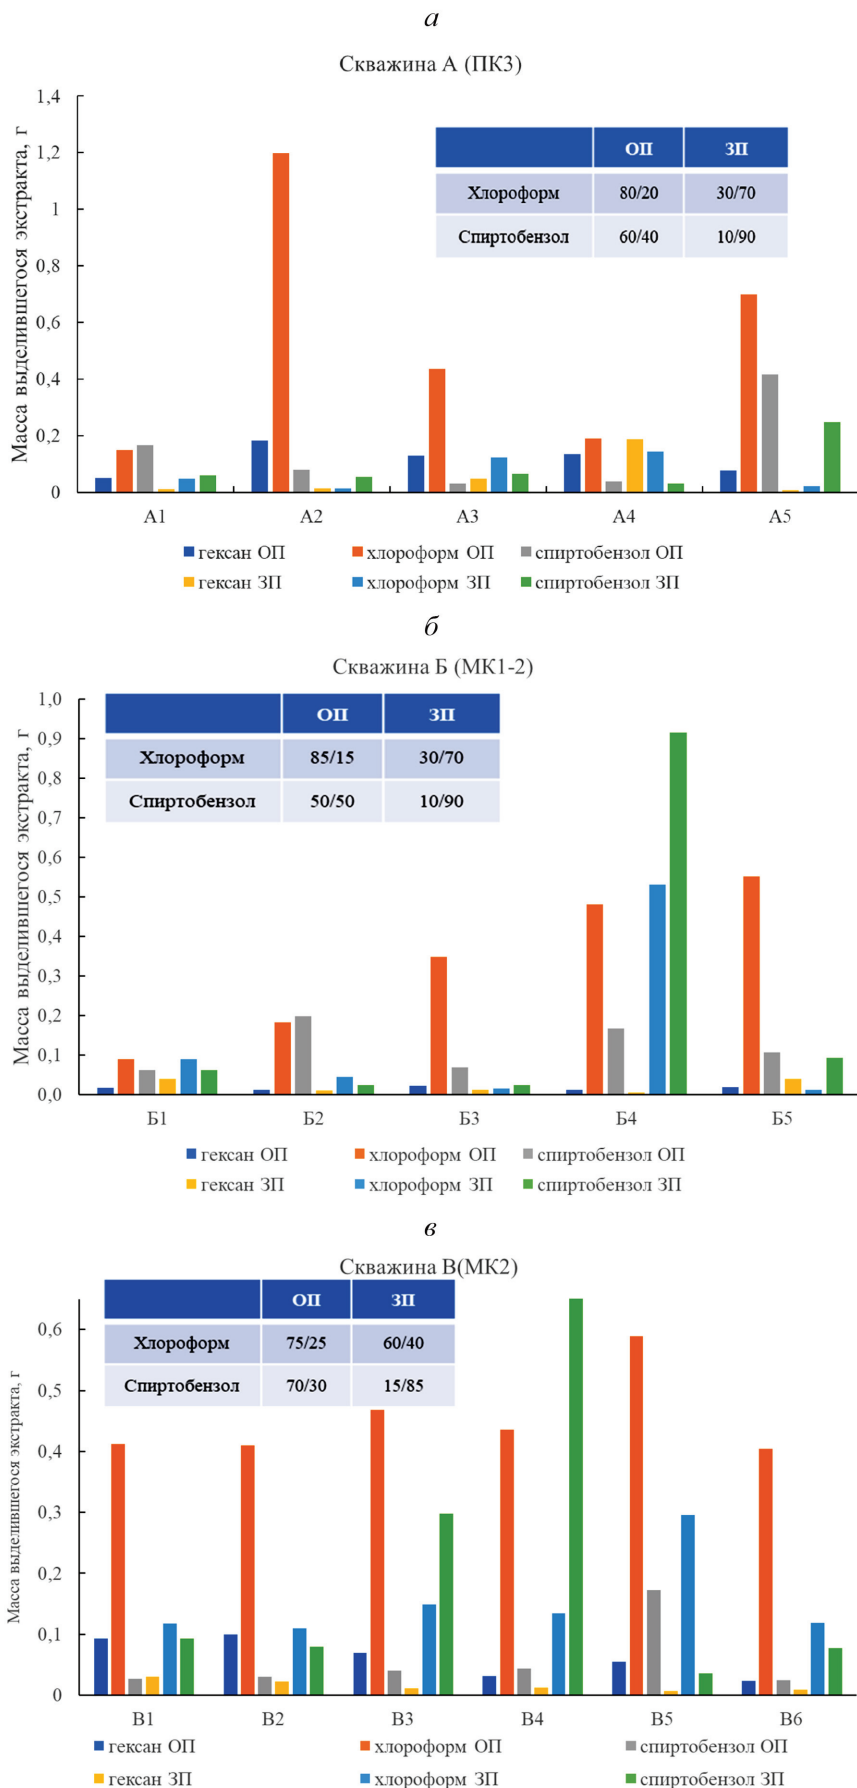 а
Скважина А (ПК3)
Масса выделившегося экстракта, г
1,4
1,2
1
0,8
0,6
0,4
0,2
0
ОП ЗП
Хлороформ 80/20 30/70
Спиртобензол 60/40 10/90
А1 А2 А3 А4 А5
гексан ОП хлороформ ОП спиртобензол ОП
гексан ЗП хлороформ ЗП спиртобензол ЗП
б
Скважина Б (МК1-2)
Масса выделившегося экстракта, г
1,0
0,9
0,8
0,7
0,6
0,5
0,4
0,3
0,2
0,1
0,0
ОП ЗП
Хлороформ 85/15 30/70
Спиртобензол 50/50 10/90
Б1 Б2 Б3 Б4 Б5
гексан ОП хлороформ ОП спиртобензол ОП
гексан ЗП хлороформ ЗП спиртобензол ЗП
в
Скважина В(МК2)
Масса выделившегося экстракта, г
0,6
0,5
0,4
0,3
0,2
0,1
0
ОП ЗП
Хлороформ 75/25 60/40
Спиртобензол 70/30 15/85
В1 В2 В3 В4 В5 В6
гексан ОП хлороформ ОП спиртобензол ОП
гексан ЗП хлороформ ЗП спиртобензол ЗП